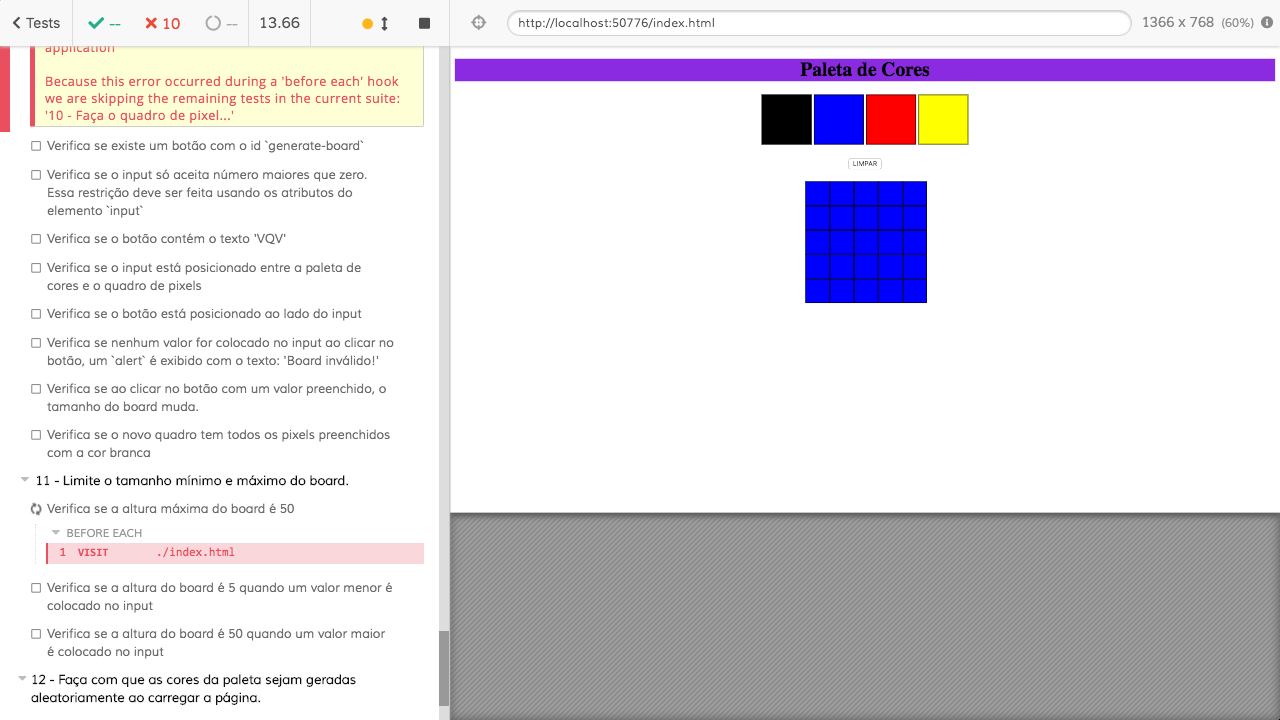 Tests
--
10
--
13.66
http://localhost:50776/index.html
1366 x 768 (60%)
application
Because this error occurred during a 'before each' hook
we are skipping the remaining tests in the current suite:
'10 - Faça o quadro de pixel...'
Verifica se existe um botão com o id `generate-board`
Verifica se o input só aceita número maiores que zero.
Essa restrição deve ser feita usando os atributos do
elemento `input`
Verifica se o botão contém o texto 'VQV'
Verifica se o input está posicionado entre a paleta de
cores e o quadro de pixels
Verifica se o botão está posicionado ao lado do input
Verifica se nenhum valor for colocado no input ao clicar no
botão, um `alert` é exibido com o texto: 'Board inválido!'
Verifica se ao clicar no botão com um valor preenchido, o
tamanho do board muda.
Verifica se o novo quadro tem todos os pixels preenchidos
com a cor branca
11 - Limite o tamanho mínimo e máximo do board.
Verifica se a altura máxima do board é 50
BEFORE EACH
1 VISIT ./index.html
Verifica se a altura do board é 5 quando um valor menor é
colocado no input
Verifica se a altura do board é 50 quando um valor maior
é colocado no input
12 - Faça com que as cores da paleta sejam geradas
aleatoriamente ao carregar a página.
Paleta de Cores
LIMPAR